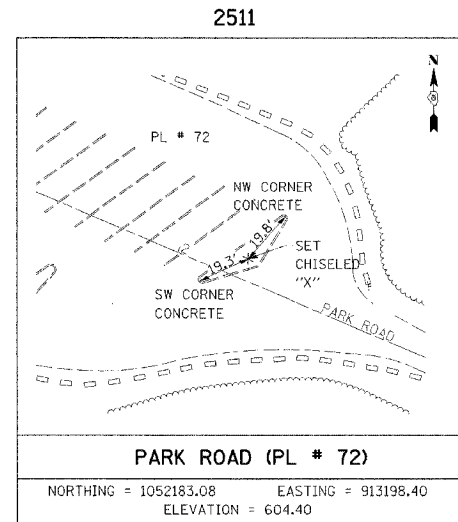 2511
N
PL # 72
NW CORNER
CONCRETE
19.8'
19.3'
SET
CHISELED
"X"
SW CORNER
CONCRETE
PARK ROAD
PARK ROAD (PL # 72)
NORTHING = 1052183.08 EASTING = 913198.40
ELEVATION = 604.40